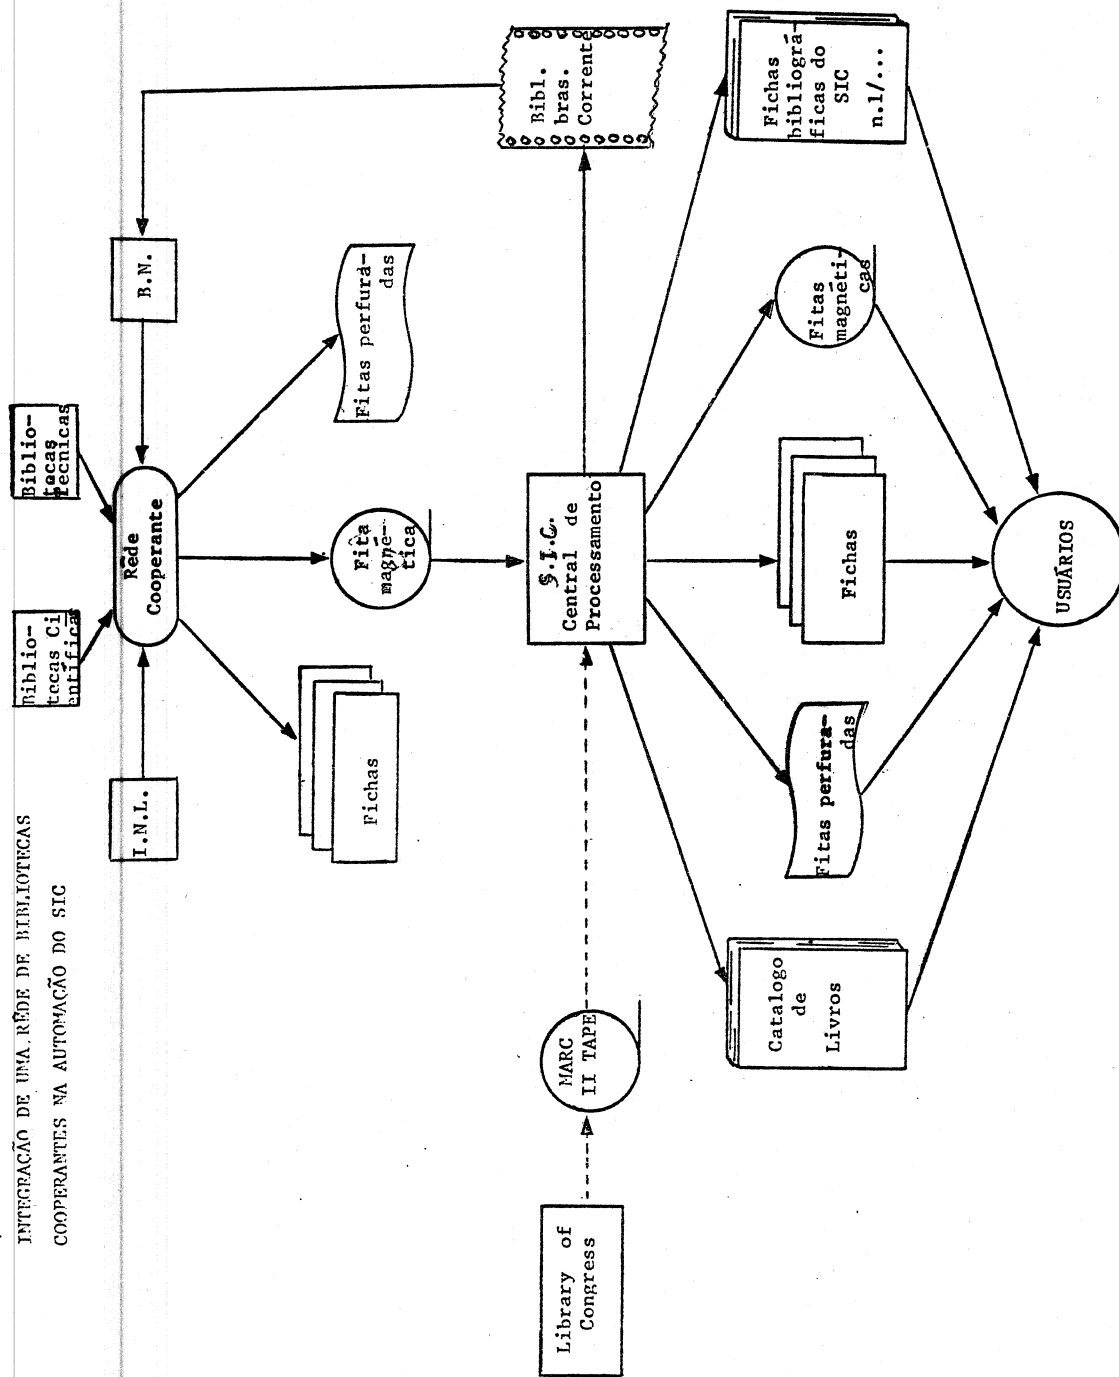 INTEGRAÇÃO DE UMA RÊDE DE BIBLIOTECAS
COOPERANTES NA AUTOMAÇÃO DO SIC
I.N.L.
Biblio-
tecas Ci
entíficas
Biblio-
tecas
Tecnicas
B.N.
Rêde
Cooperante
Fichas
Fita
magné-
tica
Fitas perfurá-
das
Library of
Congress
MARC
II TAPE
S.I.C.
Central de
Processamento
Bibl.
bras.
Corrente
Catalogo
de
Livros
Fitas perfura-
das
Fichas
Fitas
magnéti-
cas
Fichas
bibliográ-
ficas do
SIC
n.1/...
USUÁRIOS